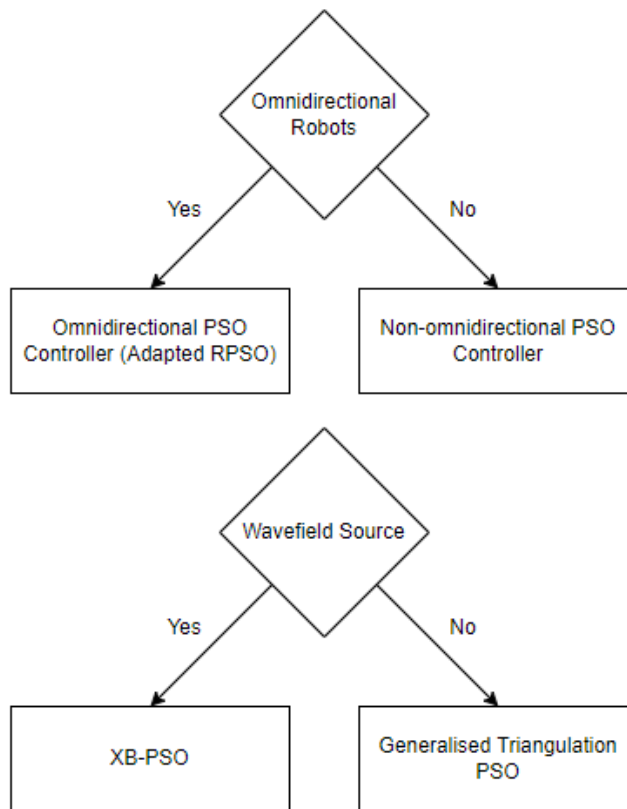 Omnidirectional
Robots
Yes
No
Omnidirectional PSO
Controller (Adapted RPSO)
Non-omnidirectional PSO
Controller
Wavefield Source
Yes
No
XB-PSO
Generalised Triangulation
PSO